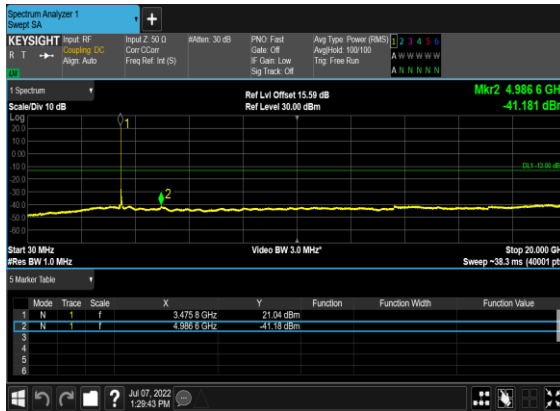 Spectrum Analyzer 1
Swept SA
+
KEYSIGHT Input: RF Input Z: 50 Ω #Atten: 30 dB PNO: Fast Avg Type: Power (RMS) 1 2 3 4 5 6
R T Coupling: DC Corr CCorr Gate: Off Avg|Hold: 100/100 A W W W W W
Align: Auto Freq Ref: Int (S) IF Gain: Low Trig: Free Run
Sig Track: Off A N N N N N
1 Spectrum
Ref Lvl Offset 15.59 dB Mkr2 4.986 6 GH
Scale/Div 10 dB Ref Level 30.00 dBm -41.181 dBm
Log
20.0
10.0
0.00
-10.0
DL1 -13.00 dB
-20.0
-30.0
-40.0
-50.0
-60.0
1
2
Start 30 MHz Video BW 3.0 MHz* Stop 20.000 GH
#Res BW 1.0 MHz Sweep ~38.3 ms (40001 pt
5 Marker Table
Mode Trace Scale X Y Function Function Width Function Value
1 N 1 f 3.475 8 GHz 21.04 dBm
2 N 1 f 4.986 6 GHz -41.18 dBm
3
4
5
6
? Jul 07, 2022
1:29:43 PM